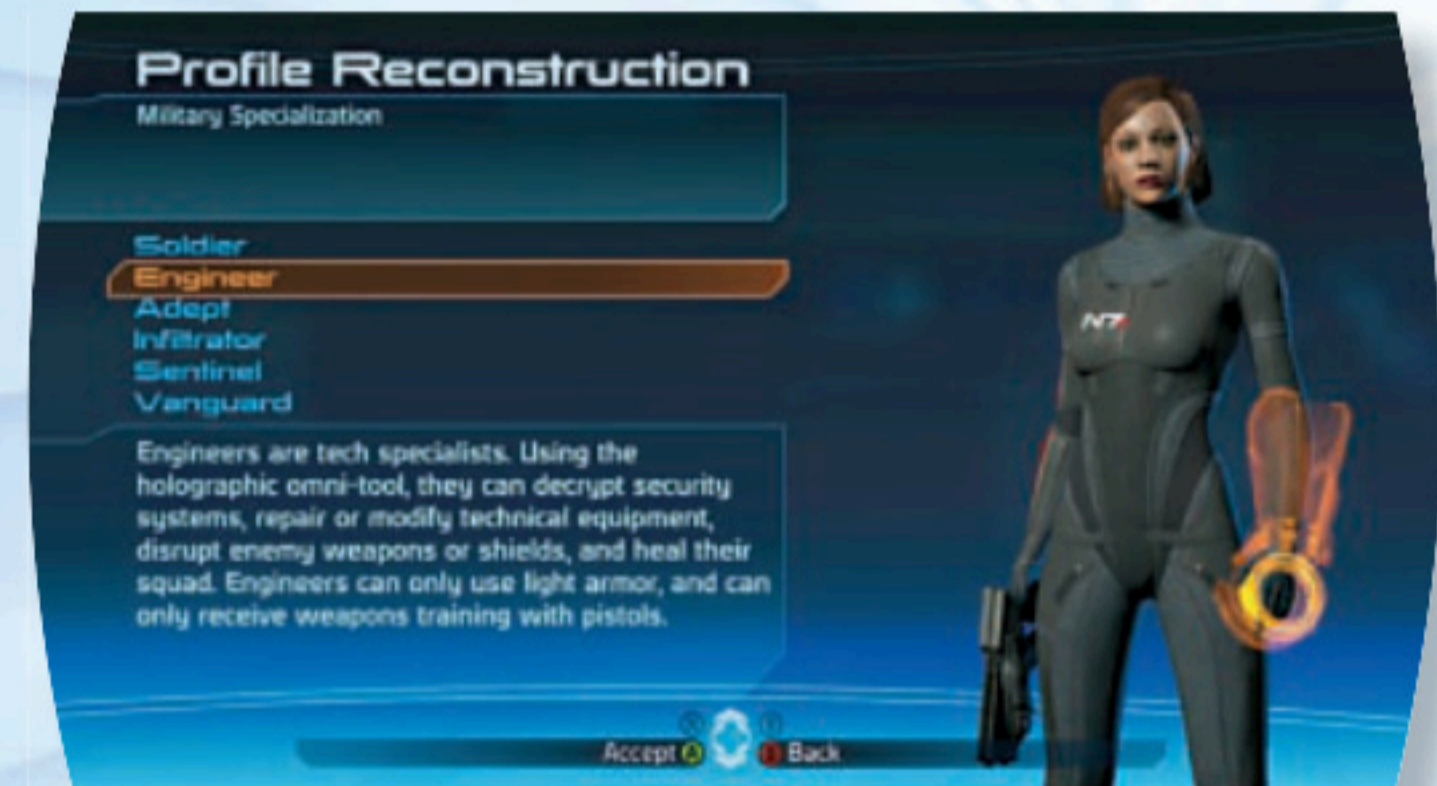 Profile Reconstruction
Military Specialization
Soldier
Engineer
Adept
Infiltrator
Sentinel
Vanguard
Engineers are tech specialists. Using the
holographic omni-tool, they can decrypt security
systems, repair or modify technical equipment,
disrupt enemy weapons or shields, and heal their
squad. Engineers can only use light armor, and can
only receive weapons training with pistols.
N7
Accept A
Back